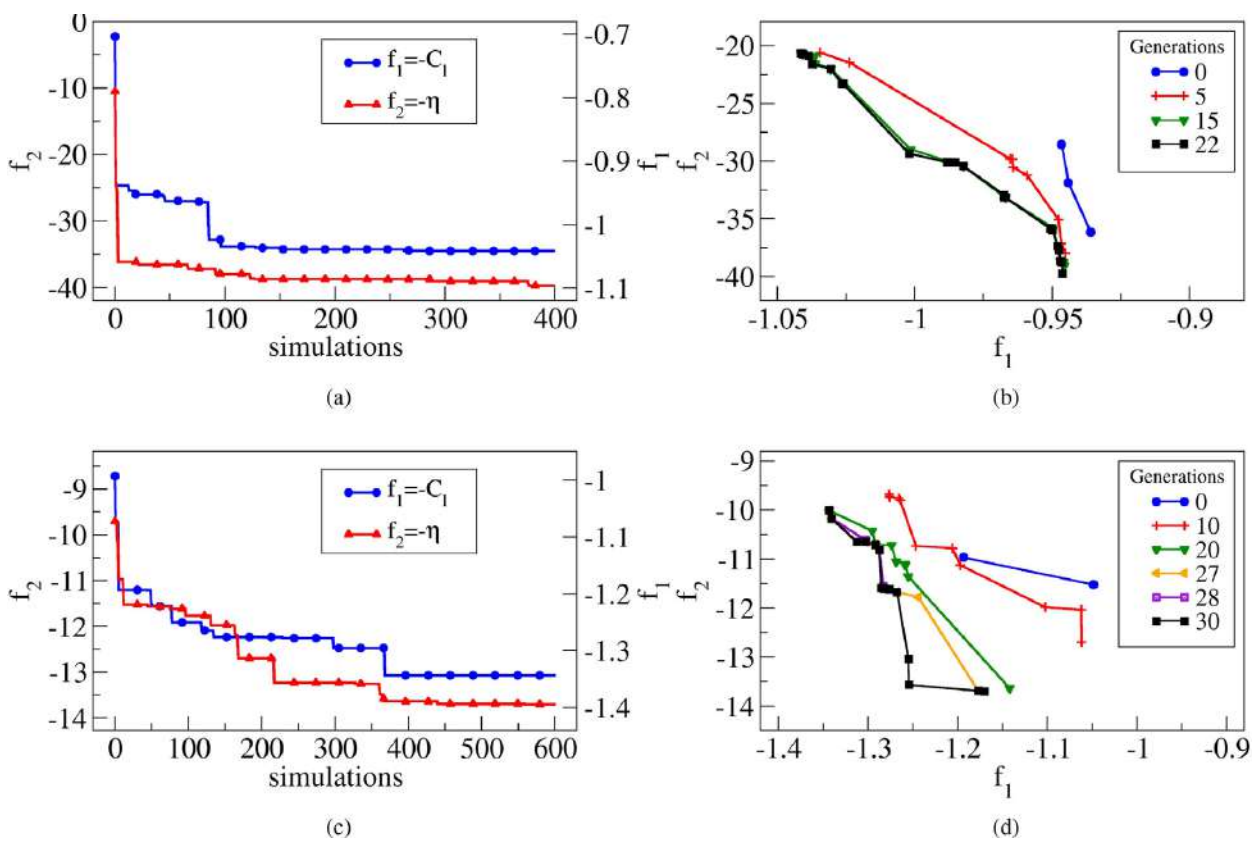 0
-5
-10
-15
-20
-25
-30
-35
-40
f₂
-0.7
-0.8
-0.9
-1
-1.1
f₁
f₁=-C₁
f₂=-η
0 100 200 300 400
simulations
(a)
-20
-25
-30
-35
-40
f₂
Generations
0
5
15
22
-1.05 -1 -0.95 -0.9
f₁
(b)
-9
-10
-11
-12
-13
-14
f₂
-1
-1.1
-1.2
-1.3
-1.4
f₁
f₁=-C₁
f₂=-η
0 100 200 300 400 500 600
simulations
(c)
-9
-10
-11
-12
-13
-14
f₂
Generations
0
10
20
27
28
30
-1.4 -1.3 -1.2 -1.1 -1 -0.9
f₁
(d)